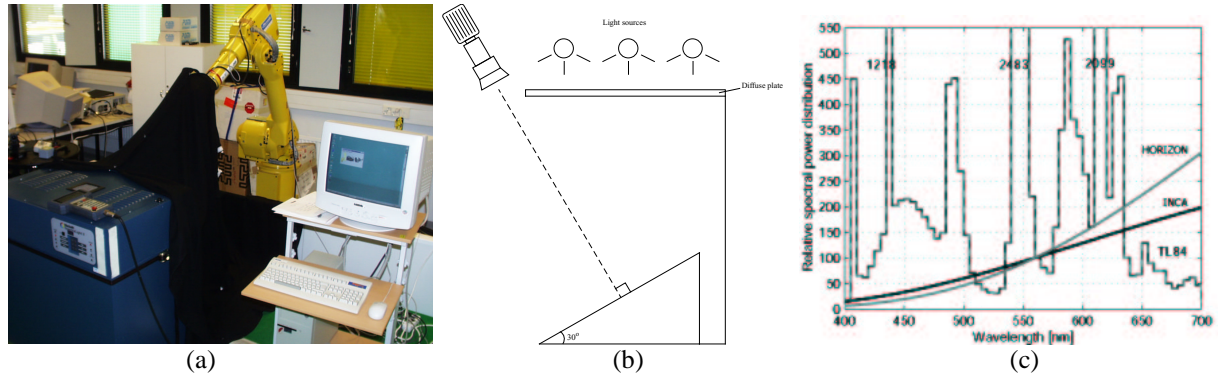 Light sources
Diffuse plate
30°
Relative spectral power distribution
550
500
450
400
350
300
250
200
150
100
50
0
1218
2483
2099
HORIZON
INCA
TL84
400
450
500
550
600
650
700
Wavelength [nm]
(a)
(b)
(c)